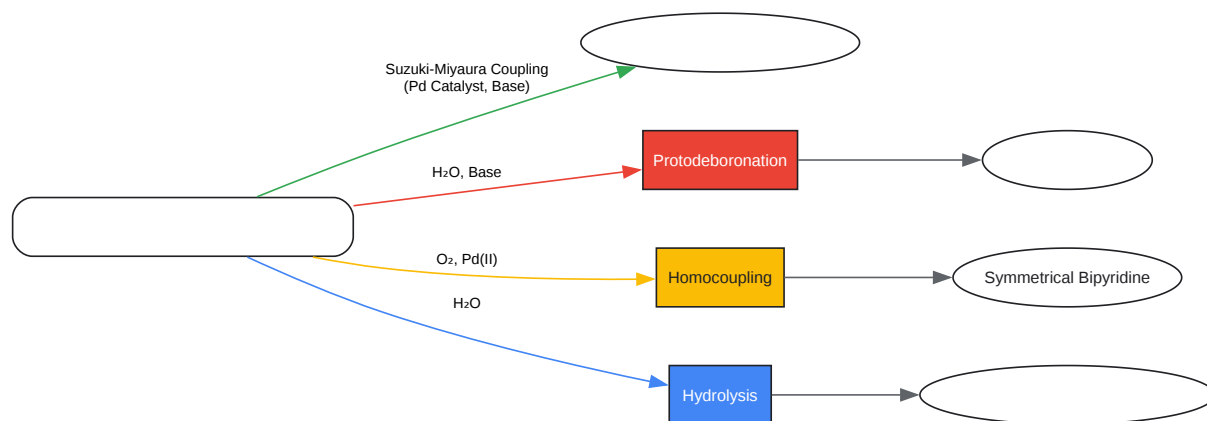 Suzuki-Miyaura Coupling
(Pd Catalyst, Base)
Protodeboronation
H₂O, Base
O₂, Pd(II)
Homocoupling
Symmetrical Bipyridine
H₂O
Hydrolysis